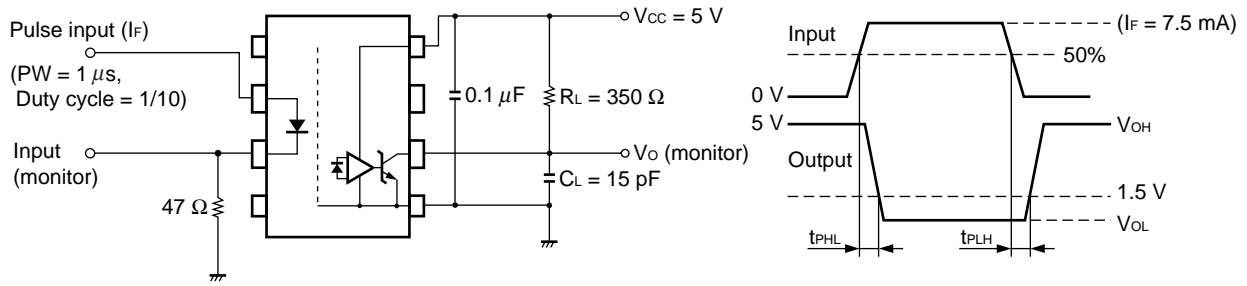 Pulse input (IF)
(PW = 1 μs,
Duty cycle = 1/10)
Input
(monitor)
47 Ω
VCC = 5 V
0.1 μF
RL = 350 Ω
VO (monitor)
CL = 15 pF
Input
(IF = 7.5 mA)
50%
0 V
5 V
VOH
Output
1.5 V
VOL
tPHL
tPLH